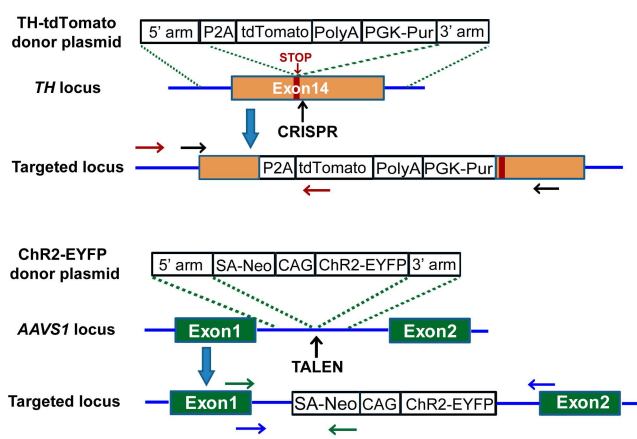 TH-tdTomato
donor plasmid
5' arm P2A tdTomato PolyA PGK-Pur 3' arm
STOP
TH locus
Exon14
CRISPR
Targeted locus
P2A tdTomato PolyA PGK-Pur
ChR2-EYFP
donor plasmid
5' arm SA-Neo CAG ChR2-EYFP 3' arm
AAVS1 locus
Exon1 Exon2
TALEN
Targeted locus
Exon1 SA-Neo CAG ChR2-EYFP Exon2